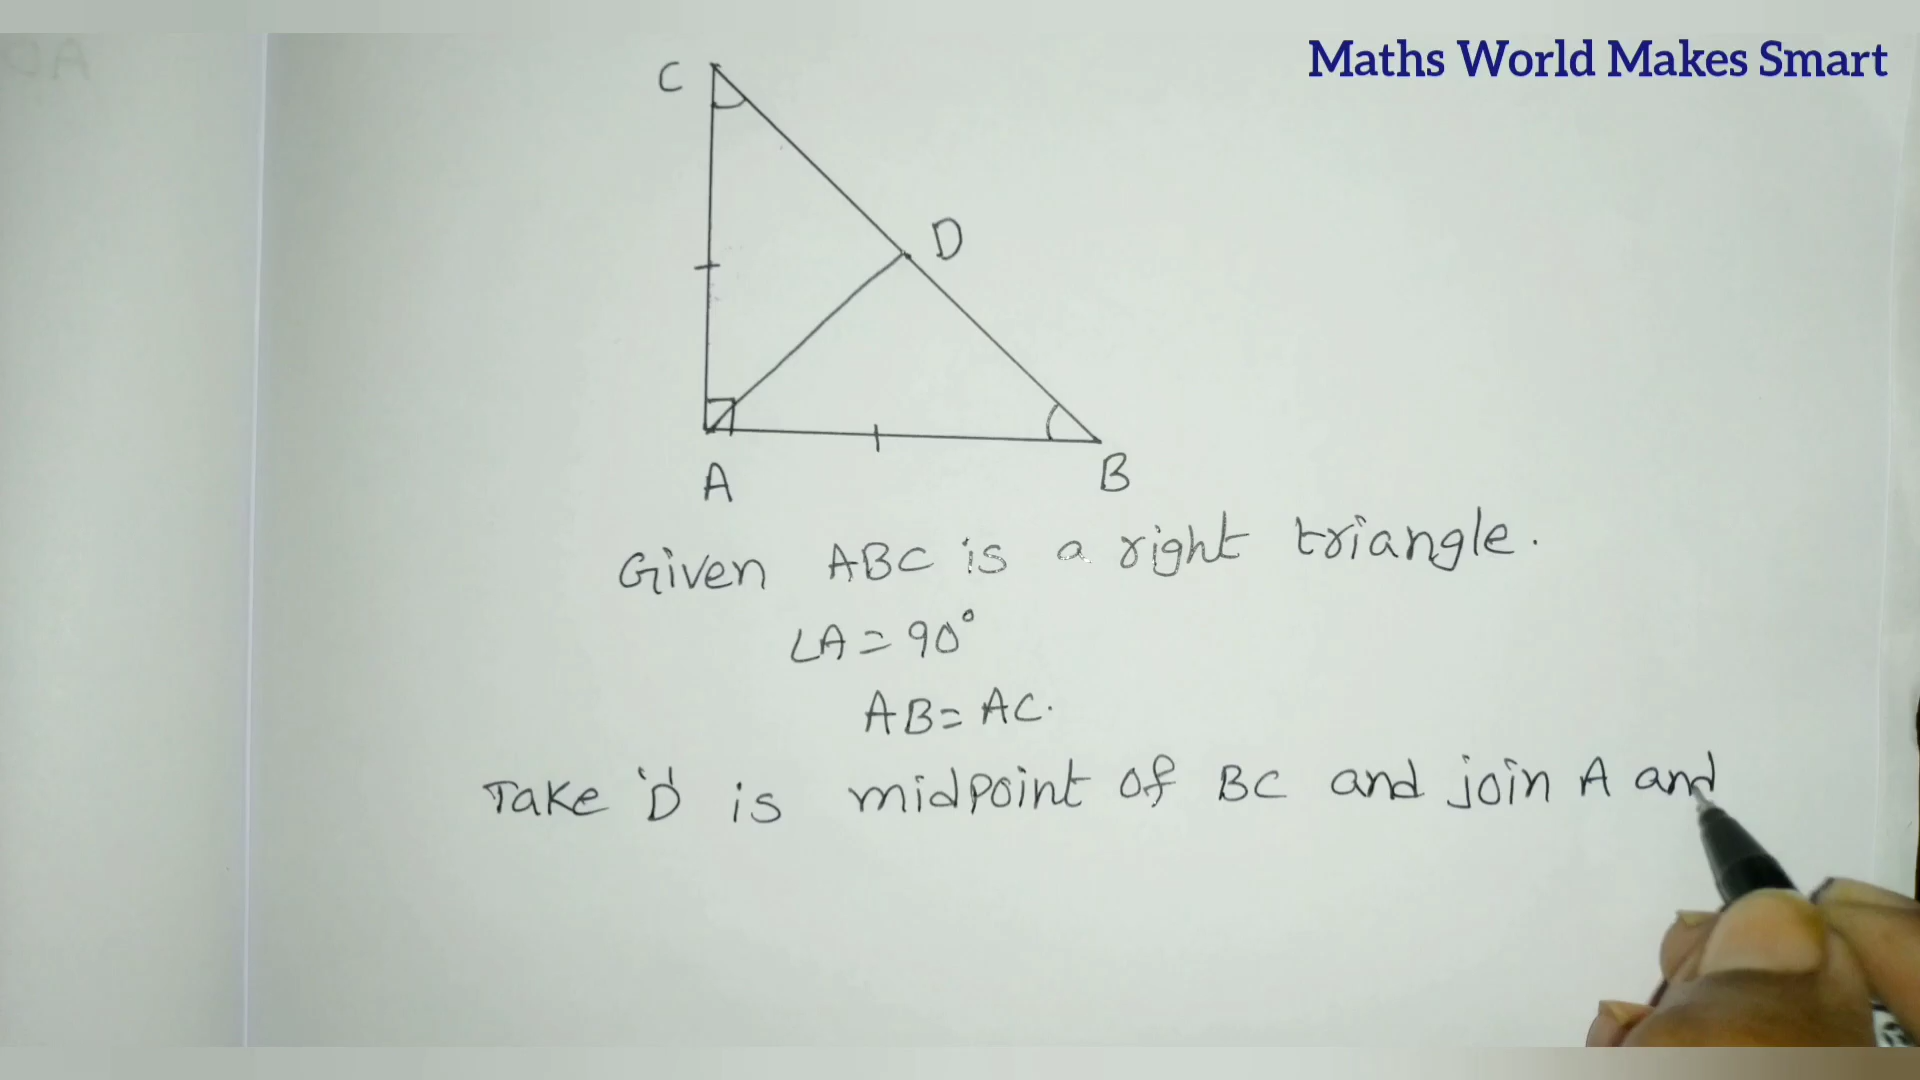 Maths World Makes Smart
C
D
A
B
Given ABC is a right triangle.
∠A = 90°
AB = AC.
Take 'D is midpoint of BC and join A and